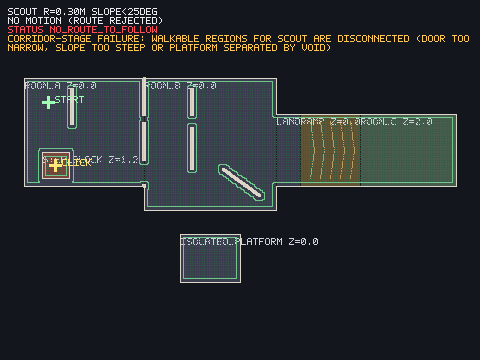 SCOUT R=0.30M SLOPE<25DEG
NO MOTION (ROUTE REJECTED)
STATUS NO_ROUTE_TO_FOLLOW
CORRIDOR-STAGE FAILURE: WALKABLE REGIONS FOR SCOUT ARE DISCONNECTED (DOOR TOO
NARROW, SLOPE TOO STEEP OR PLATFORM SEPARATED BY VOID)
ROOM_A Z=0.0
ROOM_B Z=0.0
START
Z=0.0
ROOM_C Z=2.0
Z=1.2
CLICK
ISOLATED_PLATFORM Z=0.0